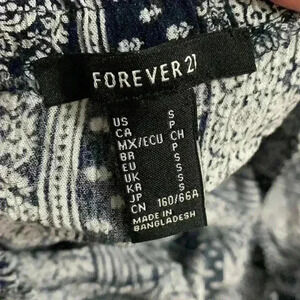 FOREVER 21
US S
CA P
MX/ECU CH
BR P
EU S
UK S
KR S
JP S
CN 160/66A
MADE IN
BANGLADESH